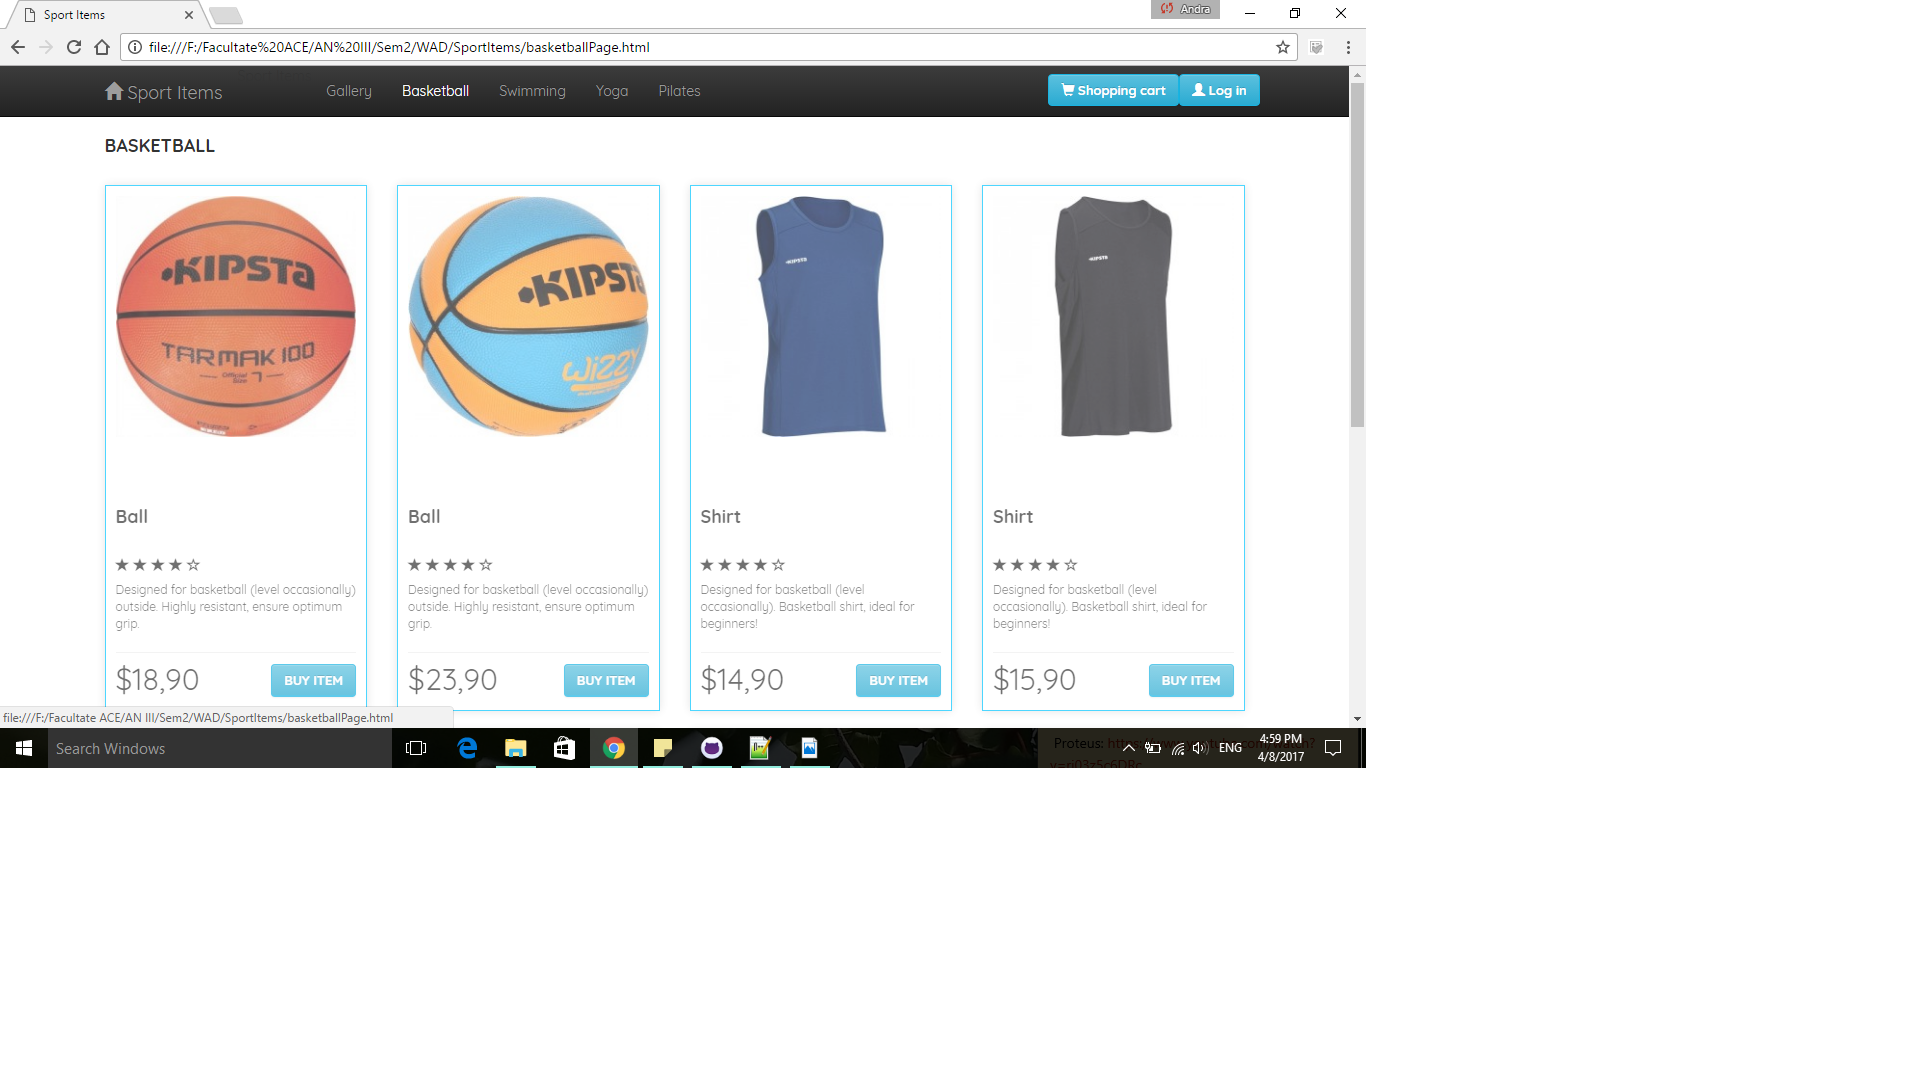 Sport Items
Andra
file:///F:/Facultate%20ACE/AN%20III/Sem2/WAD/SportItems/basketballPage.html
Sport Items Gallery Basketball Swimming Yoga Pilates Shopping cart Log in
BASKETBALL
KIPSTA
TARMAK 100
Official
Size 7
KIPSTA
WIZZY
KIPSTA
KIPSTA
Ball Ball Shirt Shirt
★★★★☆ ★★★★☆ ★★★★☆ ★★★★☆
Designed for basketball (level occasionally)
outside. Highly resistant, ensure optimum
grip.
Designed for basketball (level occasionally)
outside. Highly resistant, ensure optimum
grip.
Designed for basketball (level
occasionally). Basketball shirt, ideal for
beginners!
Designed for basketball (level
occasionally). Basketball shirt, ideal for
beginners!
$18,90 BUY ITEM $23,90 BUY ITEM $14,90 BUY ITEM $15,90 BUY ITEM
file:///F:/Facultate ACE/AN III/Sem2/WAD/SportItems/basketballPage.html
Search Windows
Proteus:
ENG
4:59 PM
4/8/2017